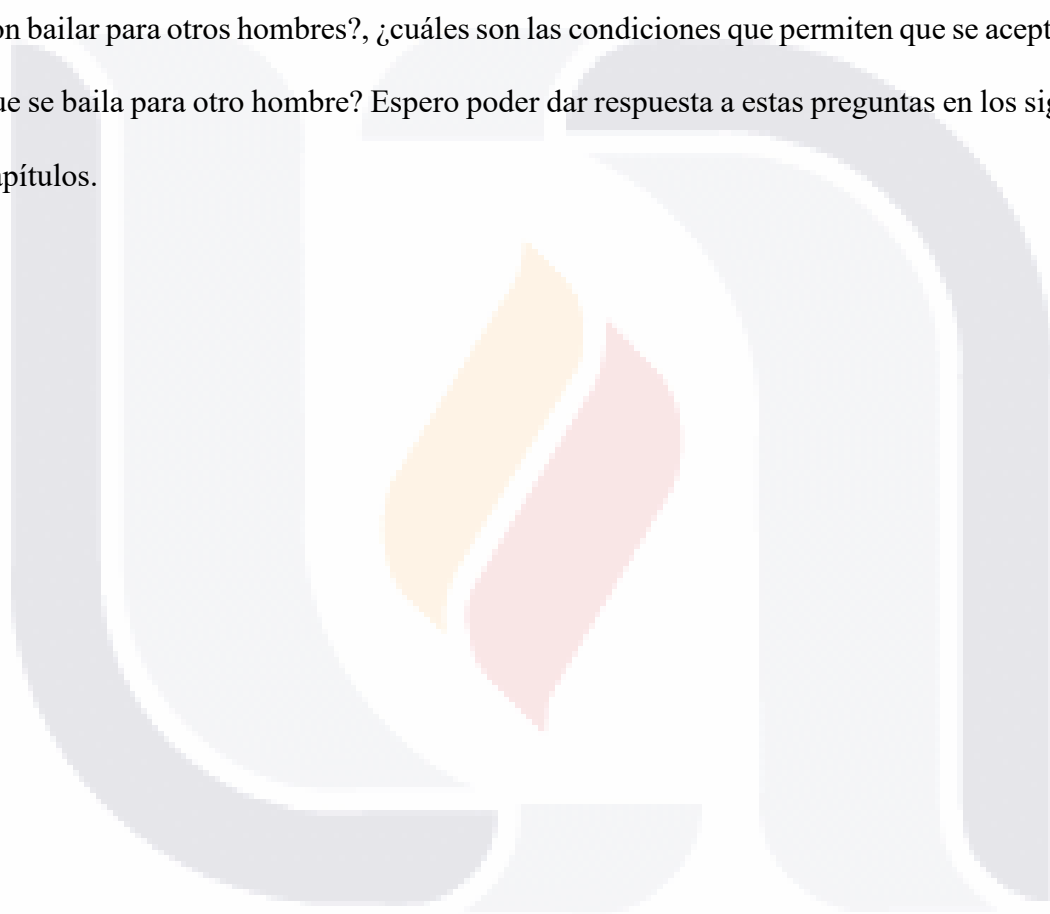 on bailar para otros hombres?, ¿cuáles son las condiciones que permiten que se acept
ue se baila para otro hombre? Espero poder dar respuesta a estas preguntas en los sig
apítulos.